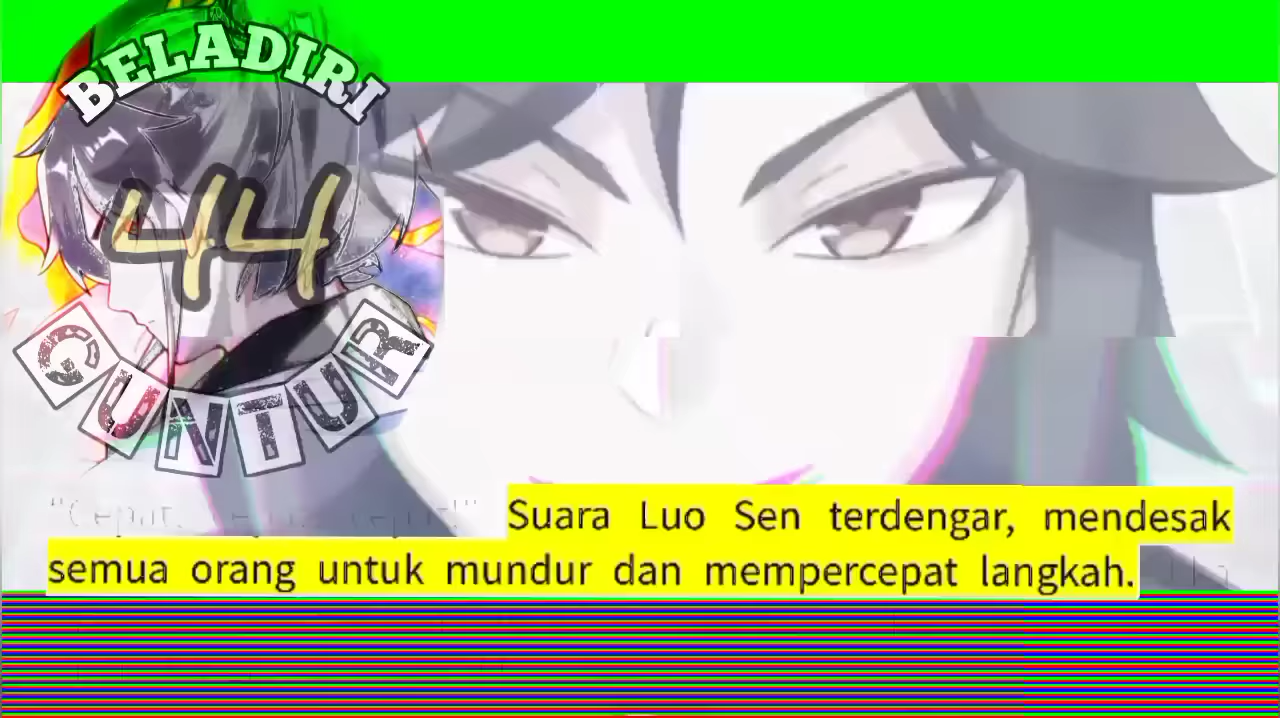 BELADIRI
44
GUNTUR
Suara Luo Sen terdengar, mendesak
semua orang untuk mundur dan mempercepat langkah.